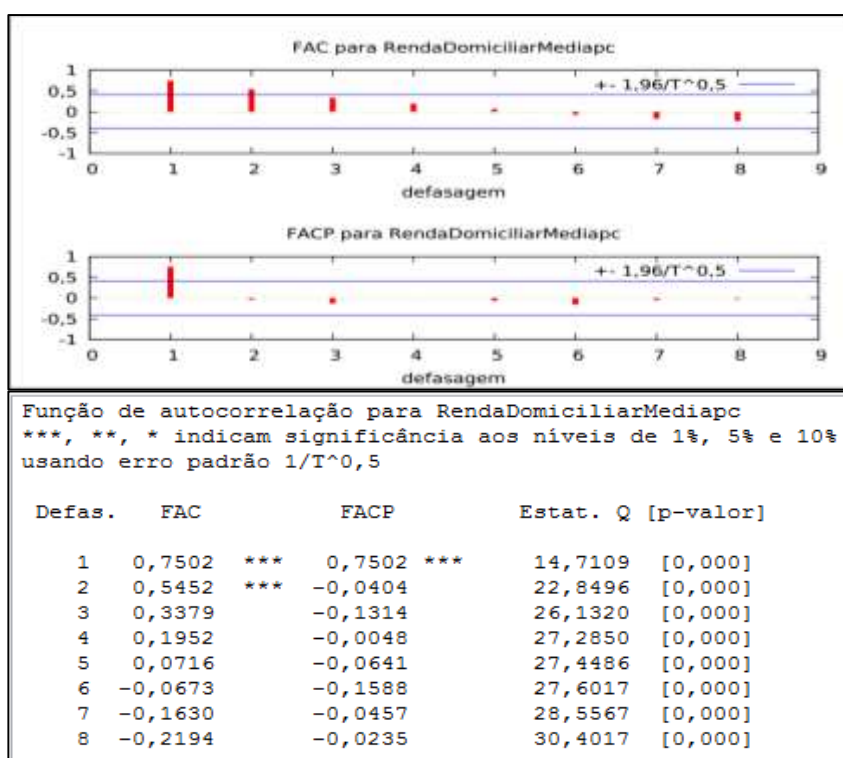 FAC para RendaDomiciliarMediapc
+- 1,96/T^0,5
1
0,5
0
-0,5
-1
0 1 2 3 4 5 6 7 8 9
defasagem
FACP para RendaDomiciliarMediapc
+- 1,96/T^0,5
1
0,5
0
-0,5
-1
0 1 2 3 4 5 6 7 8 9
defasagem
Função de autocorrelação para RendaDomiciliarMediapc
***, **, * indicam significância aos níveis de 1%, 5% e 10%
usando erro padrão 1/T^0,5
Defas. FAC FACP Estat. Q [p-valor]
1 0,7502 *** 0,7502 *** 14,7109 [0,000]
2 0,5452 *** -0,0404 22,8496 [0,000]
3 0,3379 -0,1314 26,1320 [0,000]
4 0,1952 -0,0048 27,2850 [0,000]
5 0,0716 -0,0641 27,4486 [0,000]
6 -0,0673 -0,1588 27,6017 [0,000]
7 -0,1630 -0,0457 28,5567 [0,000]
8 -0,2194 -0,0235 30,4017 [0,000]